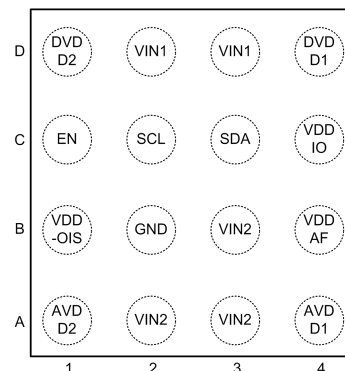 D
DVD
D2
VIN1
VIN1
DVD
D1
C
EN
SCL
SDA
VDD
IO
B
VDD
-OIS
GND
VIN2
VDD
AF
A
AVD
D2
VIN2
VIN2
AVD
D1
1 2 3 4